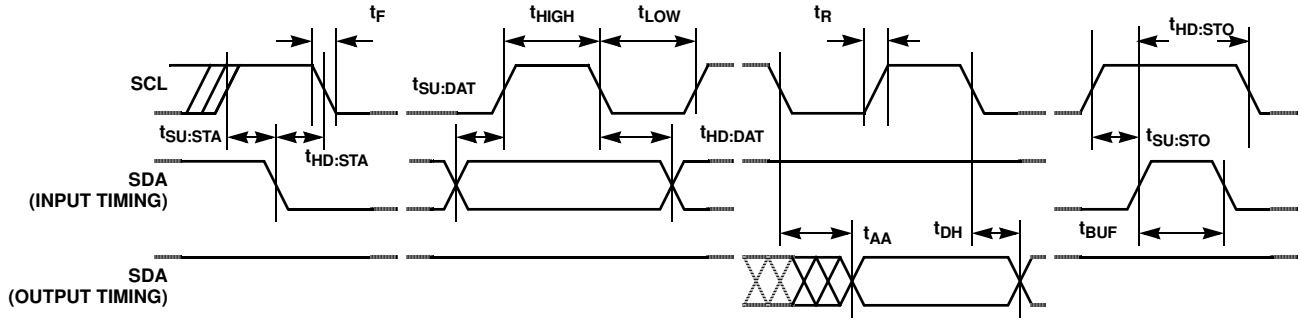 tF
tHIGH
tLOW
tR
tHD:STO
SCL
tSU:DAT
tSU:STA
tHD:STA
tHD:DAT
tSU:STO
SDA
(INPUT TIMING)
tAA
tDH
tBUF
SDA
(OUTPUT TIMING)